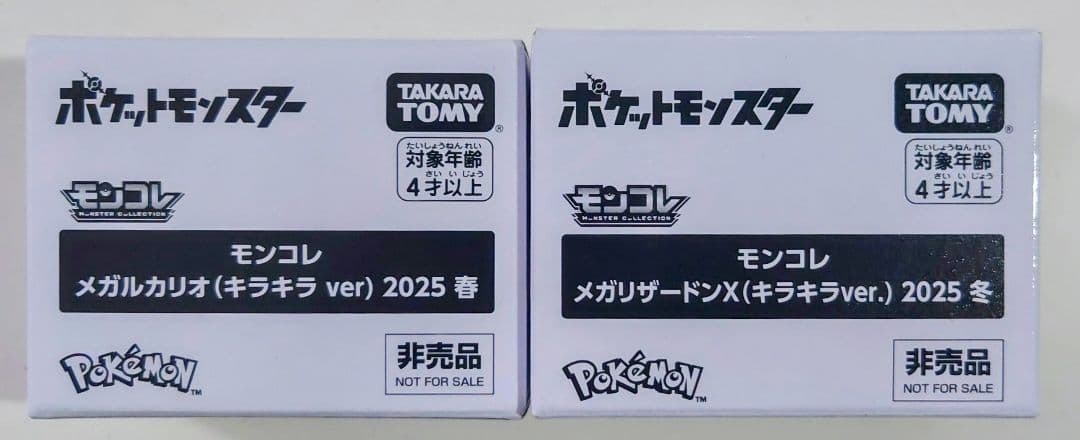 ポケットモンスター
TAKARA
TOMY
®
たいしょうねんれい
対象年齢
さいいじょう
4才以上
モンコレ
MONSTER COLLECTION
モンコレ
メガルカリオ(キラキラ ver) 2025 春
Pokémon
TM
非売品
NOT FOR SALE
ポケットモンスター
TAKARA
TOMY
®
たいしょうねんれい
対象年齢
さいいじょう
4才以上
モンコレ
MONSTER COLLECTION
モンコレ
メガリザードンX(キラキラver.) 2025 冬
Pokémon
TM
非売品
NOT FOR SALE